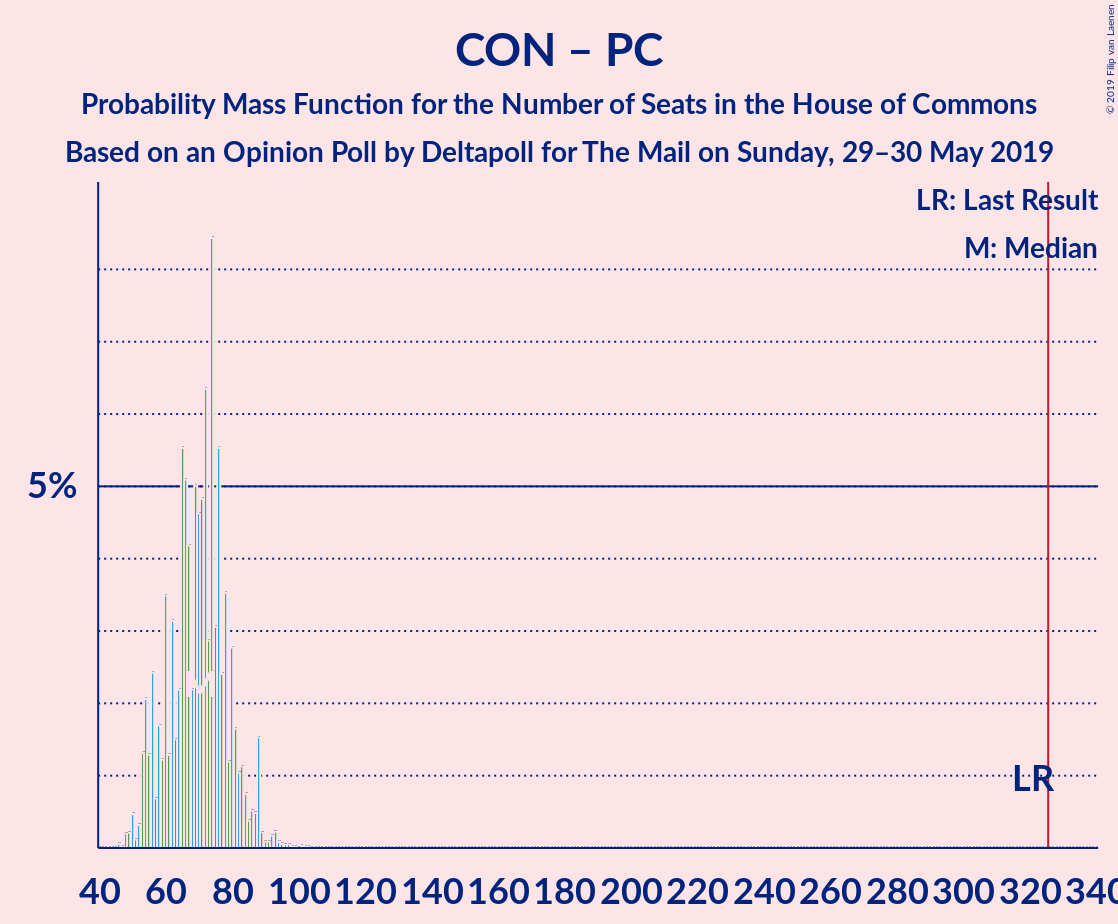 CON – PC
Probability Mass Function for the Number of Seats in the House of Commons
Based on an Opinion Poll by Deltapoll for The Mail on Sunday, 29–30 May 2019
© 2019 Filip van Laenen
LR: Last Result
M: Median
5%
LR
40 60 80 100 120 140 160 180 200 220 240 260 280 300 320 340